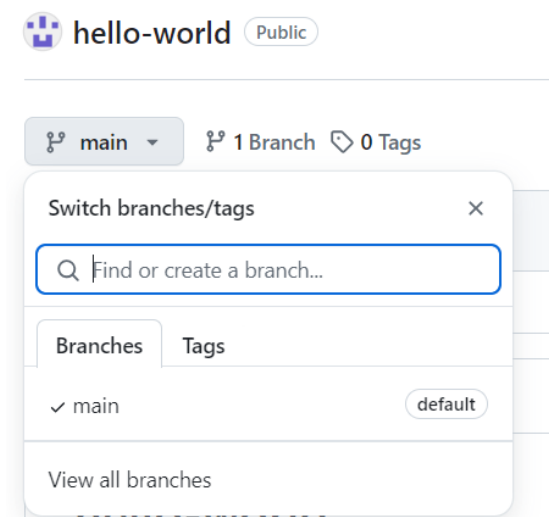 hello-world Public
main 1 Branch 0 Tags
Switch branches/tags
Find or create a branch...
Branches Tags
main default
View all branches